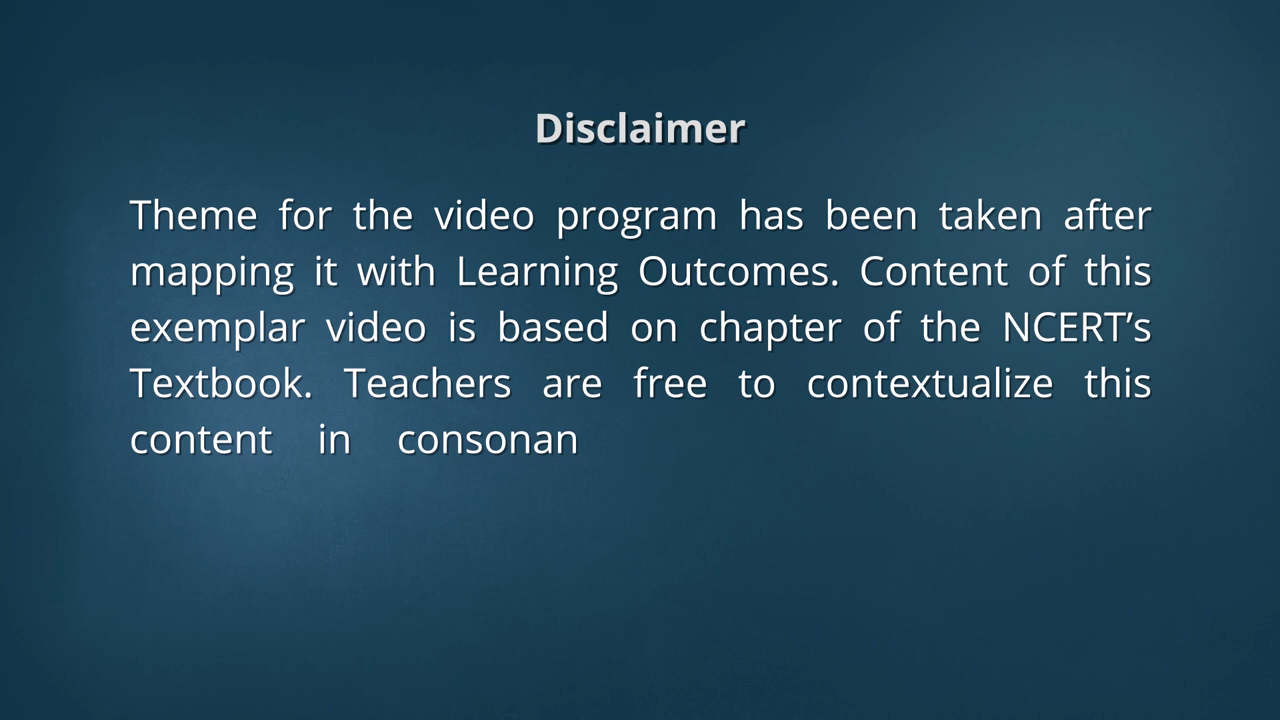 Disclaimer
Theme for the video program has been taken after
mapping it with Learning Outcomes. Content of this
exemplar video is based on chapter of the NCERT’s
Textbook. Teachers are free to contextualize this
content in consonan